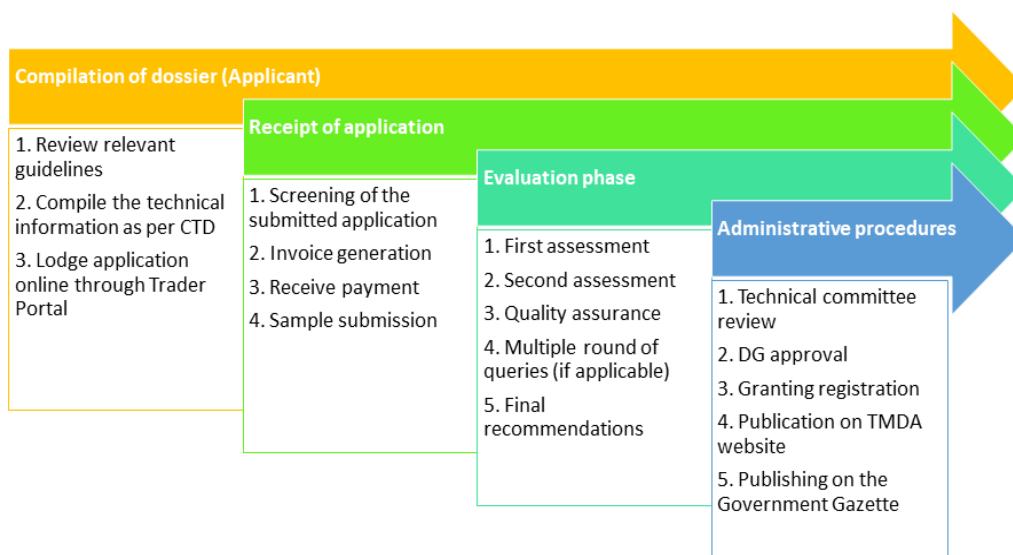 Compilation of dossier (Applicant)
1. Review relevant
guidelines
2. Compile the technical
information as per CTD
3. Lodge application
online through Trader
Portal
Receipt of application
1. Screening of the
submitted application
2. Invoice generation
3. Receive payment
4. Sample submission
Evaluation phase
1. First assessment
2. Second assessment
3. Quality assurance
4. Multiple round of
queries (if applicable)
5. Final
recommendations
Administrative procedures
1. Technical committee
review
2. DG approval
3. Granting registration
4. Publication on TMDA
website
5. Publishing on the
Government Gazette